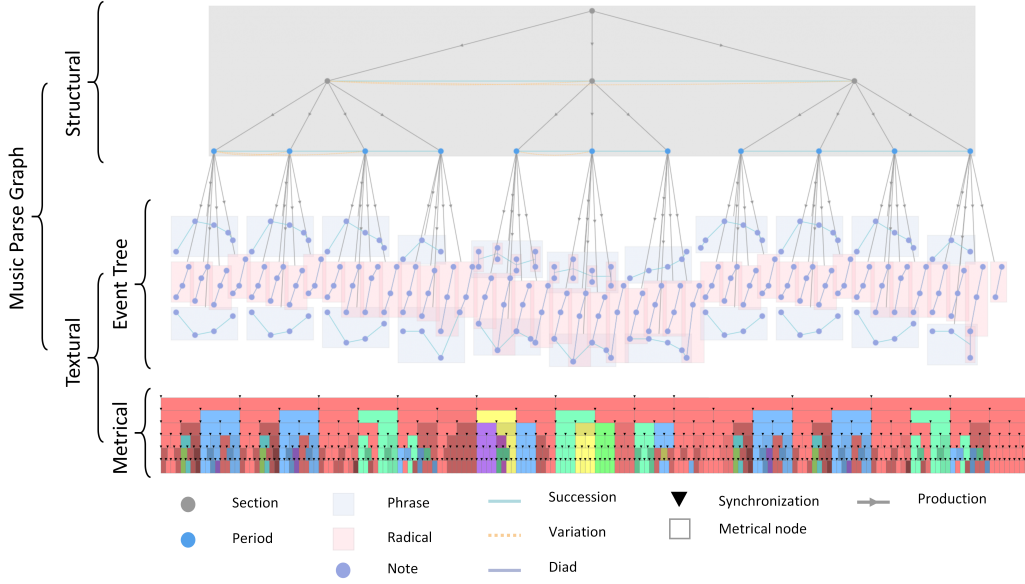 Music Parse Graph
Structural
Textural
Event Tree
Metrical
Section
Phrase
Succession
Synchronization
Production
Period
Radical
Variation
Metrical node
Note
Diad